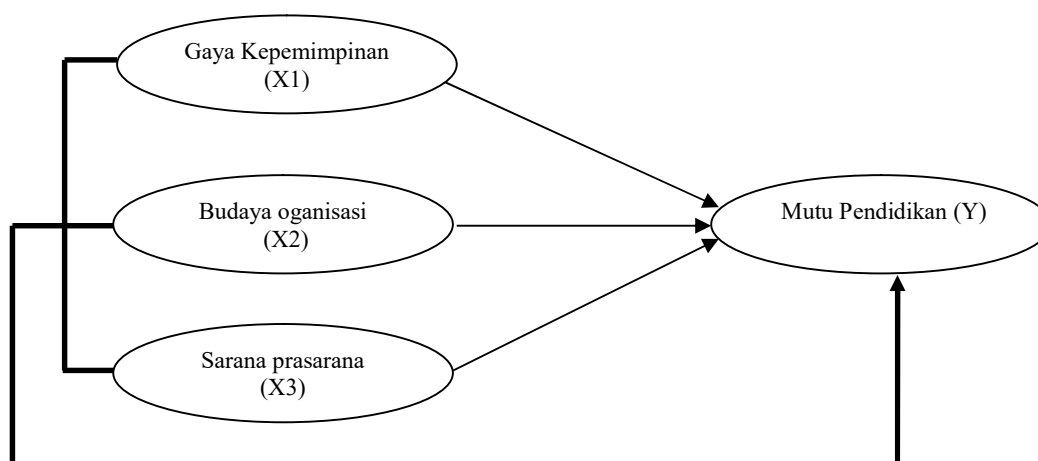 Gaya Kepemimpinan
(X1)
Budaya oganisasi
(X2)
Mutu Pendidikan (Y)
Sarana prasarana
(X3)